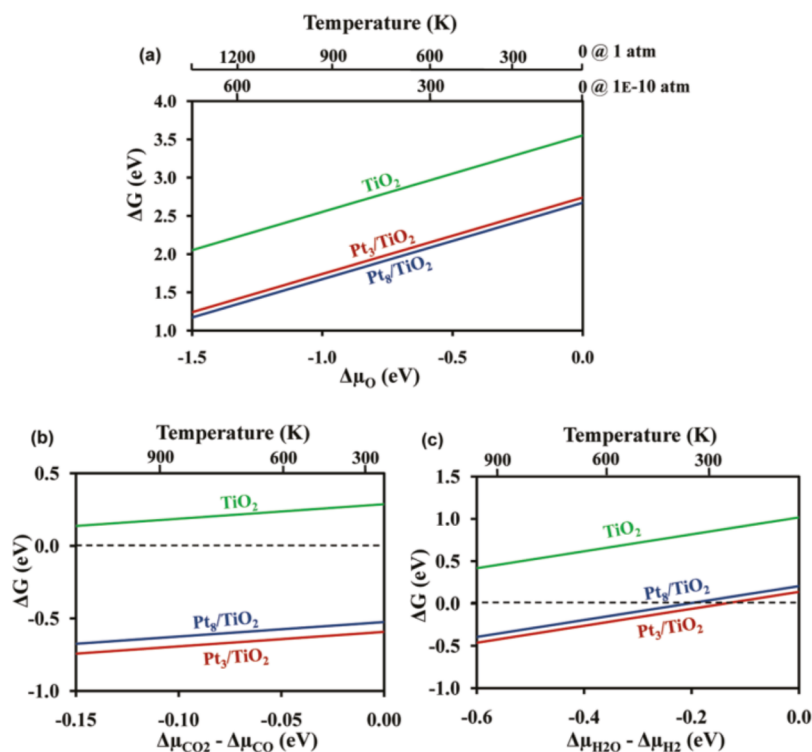 Temperature (K)
(a)
1200 900 600 300 0 @ 1 atm
600 300 0 @ 1E-10 atm
4.0
3.5
3.0
2.5
2.0
1.5
1.0
ΔG (eV)
TiO₂
Pt₃/TiO₂
Pt₈/TiO₂
-1.5 -1.0 -0.5 0.0
Δμ_O (eV)
(b)
Temperature (K)
900 600 300
0.5
0.0
-0.5
-1.0
ΔG (eV)
TiO₂
Pt₈/TiO₂
Pt₃/TiO₂
-0.15 -0.10 -0.05 0.00
Δμ_CO2 - Δμ_CO (eV)
(c)
Temperature (K)
900 600 300
1.5
1.0
0.5
0.0
-0.5
-1.0
ΔG (eV)
TiO₂
Pt₈/TiO₂
Pt₃/TiO₂
-0.6 -0.4 -0.2 0.0
Δμ_H2O - Δμ_H2 (eV)